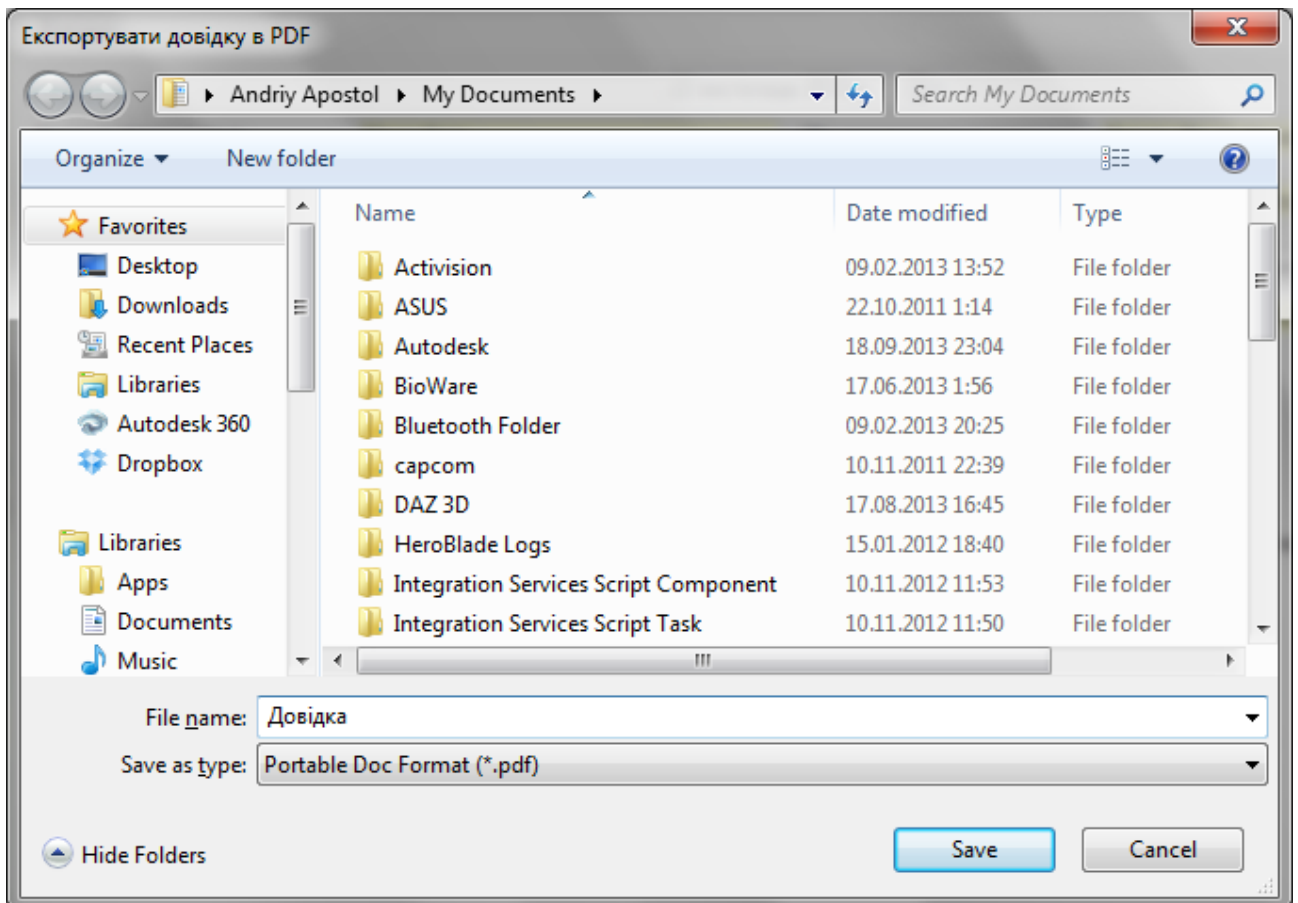 Експортувати довідку в PDF
Andriy Apostol My Documents Search My Documents
Organize New folder
Name Date modified Type
Favorites
Desktop
Downloads
Recent Places
Libraries
Autodesk 360
Dropbox
Libraries
Apps
Documents
Music
Activision 09.02.2013 13:52 File folder
ASUS 22.10.2011 1:14 File folder
Autodesk 18.09.2013 23:04 File folder
BioWare 17.06.2013 1:56 File folder
Bluetooth Folder 09.02.2013 20:25 File folder
capcom 10.11.2011 22:39 File folder
DAZ 3D 17.08.2013 16:45 File folder
HeroBlade Logs 15.01.2012 18:40 File folder
Integration Services Script Component 10.11.2012 11:53 File folder
Integration Services Script Task 10.11.2012 11:50 File folder
File name: Довідка
Save as type: Portable Doc Format (*.pdf)
Hide Folders Save Cancel